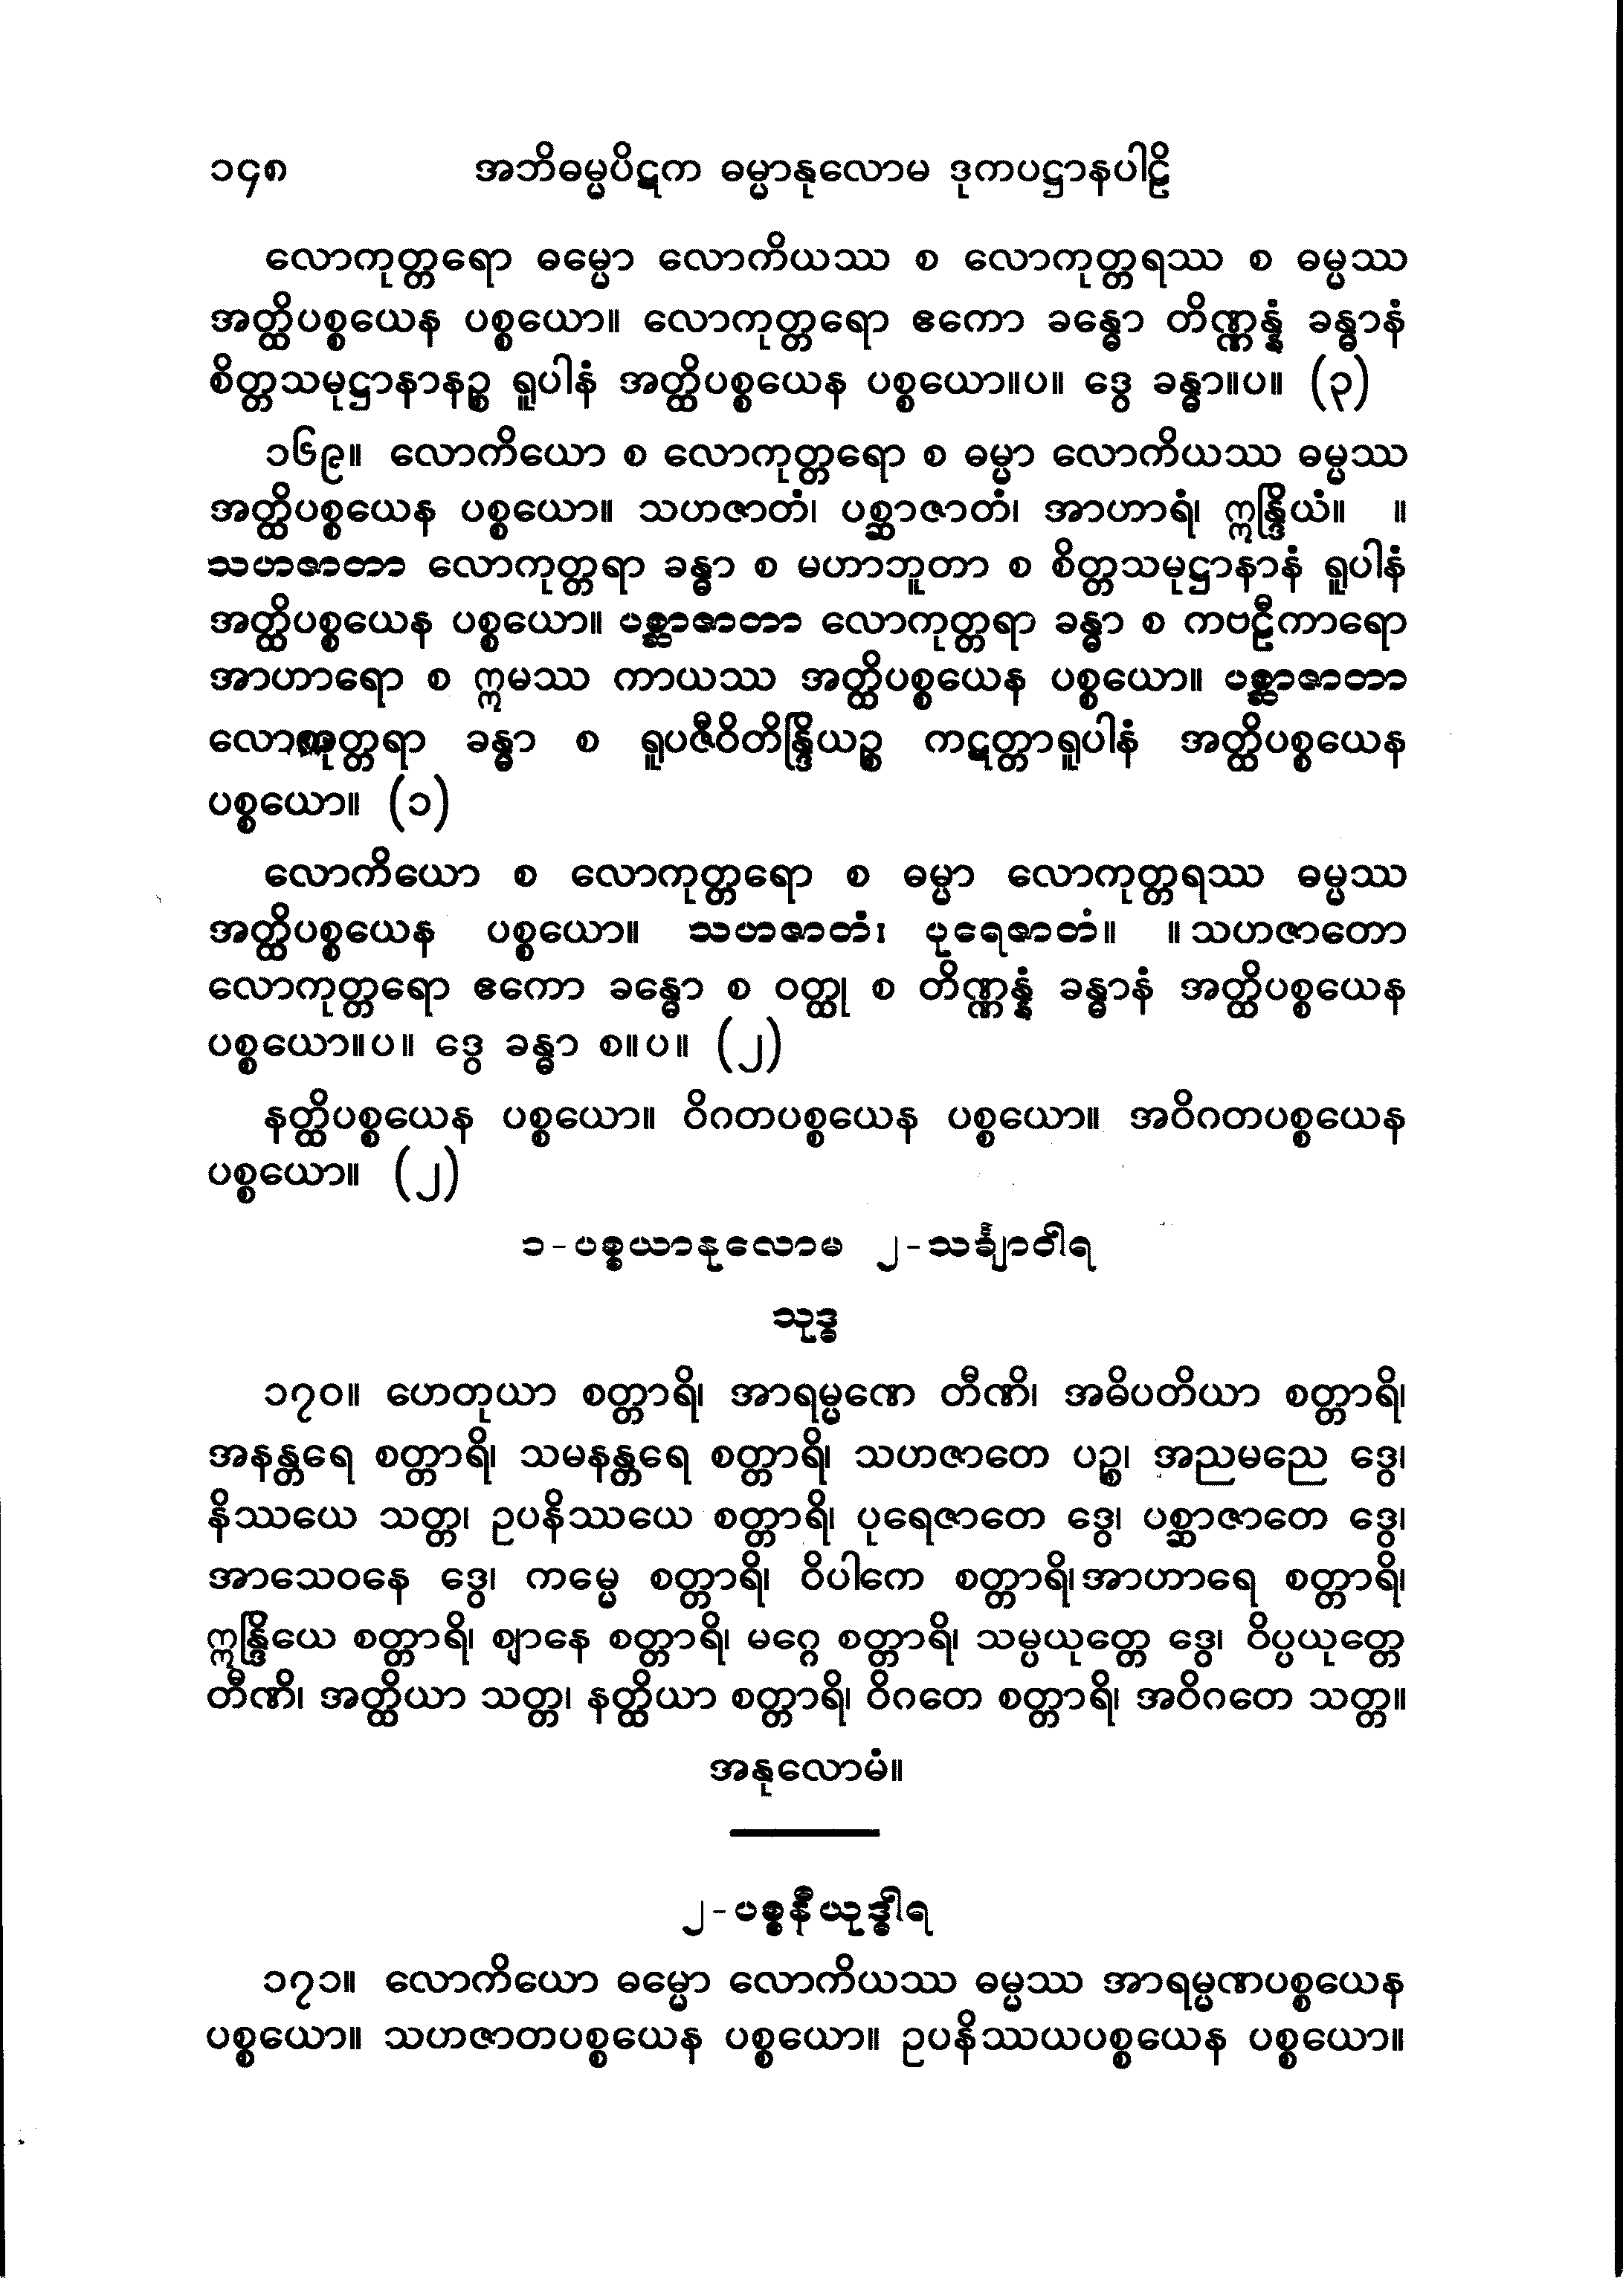 ၁၄၈ အဘိဓမ္မပိဋက ဓမ္မာနုလောမ ဒုကပဋ္ဌာနပါဠိ
လောကုတ္တရော ဓမ္မော လောကိယဿ စ လောကုတ္တရဿ စ ဓမ္မဿ
အတ္ထိပစ္စယေန ပစ္စယော။ လောကုတ္တရော ဧကော ခန္ဓော တိဏ္ဏန္နံ ခန္ဓာနံ
စိတ္တသမုဋ္ဌာနာနဉ္စ ရူပါနံ အတ္ထိပစ္စယေန ပစ္စယော။ပ။ ဒွေ ခန္ဓာ။ပ။ (၃)
၁၆၉။ လောကိယော စ လောကုတ္တရော စ ဓမ္မာ လောကိယဿ ဓမ္မဿ
အတ္ထိပစ္စယေန ပစ္စယော။ သဟဇာတံ၊ ပစ္ဆာဇာတံ၊ အာဟာရံ၊ ဣန္ဒြိယံ။ ။
သဟဇာတာ လောကုတ္တရာ ခန္ဓာ စ မဟာဘူတာ စ စိတ္တသမုဋ္ဌာနာနံ ရူပါနံ
အတ္ထိပစ္စယေန ပစ္စယော။ ပစ္ဆာဇာတာ လောကုတ္တရာ ခန္ဓာ စ ကဗဠီကာရော
အာဟာရော စ ဣမဿ ကာယဿ အတ္ထိပစ္စယေန ပစ္စယော။ ပစ္ဆာဇာတာ
လောကုတ္တရာ ခန္ဓာ စ ရူပဇီဝိတိန္ဒြိယဉ္စ ကဋတ္တာရူပါနံ အတ္ထိပစ္စယေန
ပစ္စယော။ (၁)
လောကိယော စ လောကုတ္တရော စ ဓမ္မာ လောကုတ္တရဿ ဓမ္မဿ
အတ္ထိပစ္စယေန ပစ္စယော။ သဟဇာတံ၊ ပုရေဇာတံ။ ။ သဟဇာတော
လောကုတ္တရော ဧကော ခန္ဓော စ ဝတ္ထု စ တိဏ္ဏန္နံ ခန္ဓာနံ အတ္ထိပစ္စယေန
ပစ္စယော။ပ။ ဒွေ ခန္ဓာ စ။ပ။ (၂)
နတ္ထိပစ္စယေန ပစ္စယော။ ဝိဂတပစ္စယေန ပစ္စယော။ အဝိဂတပစ္စယေန
ပစ္စယော။ (၂)
၁-ပစ္စယာနုလောမ ၂-သင်္ချာဝါရ
သုဒ္ဓ
၁၇၀။ ဟေတုယာ စတ္တာရိ၊ အာရမ္မဏေ တီဏိ၊ အဓိပတိယာ စတ္တာရိ၊
အနန္တရေ စတ္တာရိ၊ သမနန္တရေ စတ္တာရိ၊ သဟဇာတေ ပဉ္စ၊ အညမညေ ဒွေ၊
နိဿယေ သတ္တ၊ ဥပနိဿယေ စတ္တာရိ၊ ပုရေဇာတေ ဒွေ၊ ပစ္ဆာဇာတေ ဒွေ၊
အာသေဝနေ ဒွေ၊ ကမ္မေ စတ္တာရိ၊ ဝိပါကေ စတ္တာရိ၊အာဟာရေ စတ္တာရိ၊
ဣန္ဒြိယေ စတ္တာရိ၊ ဈာနေ စတ္တာရိ၊ မဂ္ဂေ စတ္တာရိ၊ သမ္ပယုတ္တေ ဒွေ၊ ဝိပ္ပယုတ္တေ
တီဏိ၊ အတ္ထိယာ သတ္တ၊ နတ္ထိယာ စတ္တာရိ၊ ဝိဂတေ စတ္တာရိ၊ အဝိဂတေ သတ္တ။
အနုလောမံ။
၂-ပစ္စနီယုဒ္ဓါရ
၁၇၁။ လောကိယော ဓမ္မော လောကိယဿ ဓမ္မဿ အာရမ္မဏပစ္စယေန
ပစ္စယော။ သဟဇာတပစ္စယေန ပစ္စယော။ ဥပနိဿယပစ္စယေန ပစ္စယော။